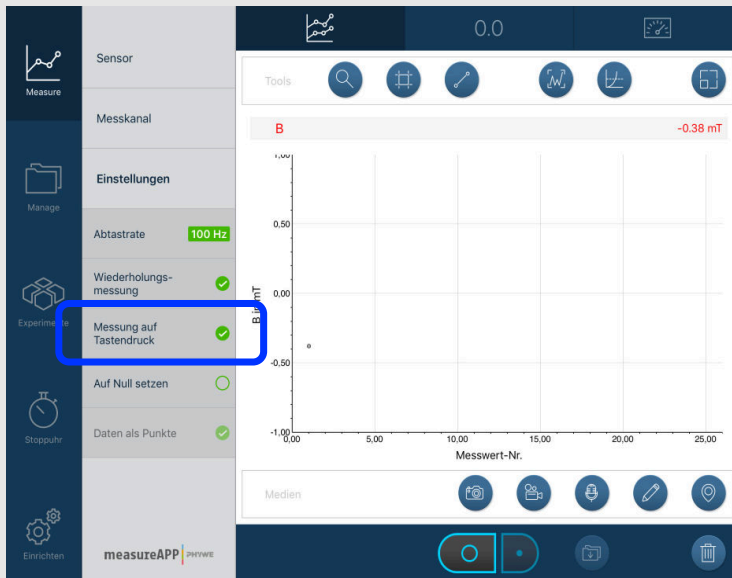 Measure
Manage
Experimente
Stoppuhr
Einrichten
Sensor
Messkanal
Einstellungen
Abtastrate 100 Hz
Wiederholungs-
messung
Messung auf
Tastendruck
Auf Null setzen
Daten als Punkte
measureAPP PHYWE
0.0
Tools
B -0.38 mT
1,00
0,50
0,00
-0,50
-1,00
B in mT
0,00 5,00 10,00 15,00 20,00 25,00
Messwert-Nr.
Medien